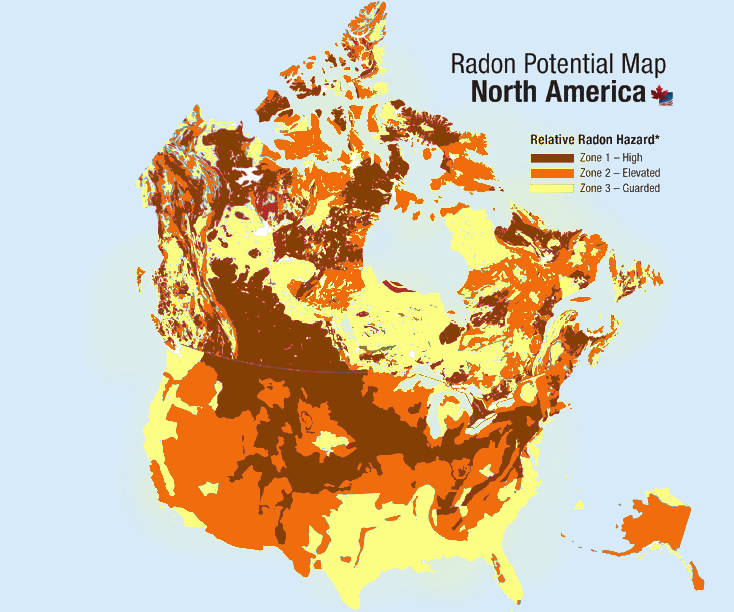 Radon Potential Map
North America
Relative Radon Hazard*
Zone 1 – High
Zone 2 – Elevated
Zone 3 – Guarded